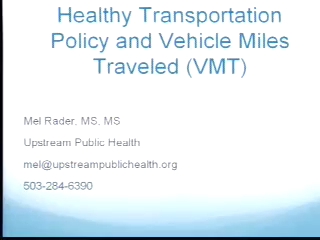 Healthy Transportation
Policy and Vehicle Miles
Traveled (VMT)
Mel Rader, MS, MS
Upstream Public Health
mel@upstreampublichealth.org
503-284-6390